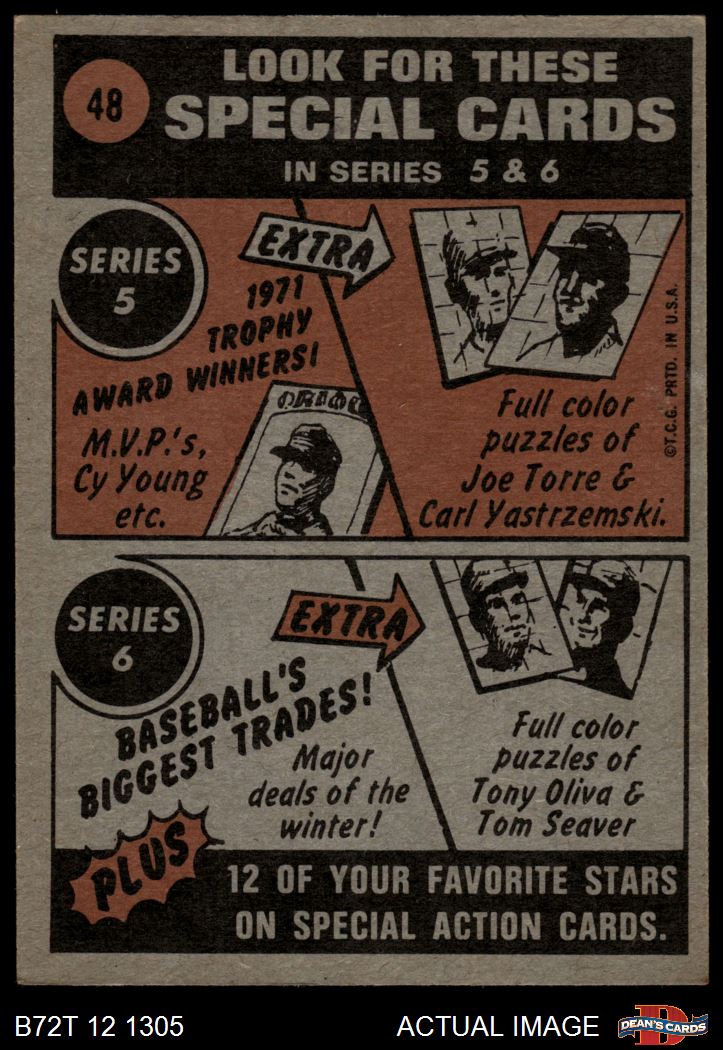 48
LOOK FOR THESE
SPECIAL CARDS
IN SERIES 5 & 6
SERIES
5
EXTRA
1971
TROPHY
AWARD WINNERS!
M.V.P.'s,
Cy Young
etc.
Full color
puzzles of
Joe Torre &
Carl Yastrzemski.
©T.C.G. PRTD. IN U.S.A.
SERIES
6
EXTRA
BASEBALL'S
BIGGEST TRADES!
Major
deals of the
winter!
Full color
puzzles of
Tony Oliva &
Tom Seaver
PLUS
12 OF YOUR FAVORITE STARS
ON SPECIAL ACTION CARDS.
B72T 12 1305
ACTUAL IMAGE
D
DEAN'S CARDS